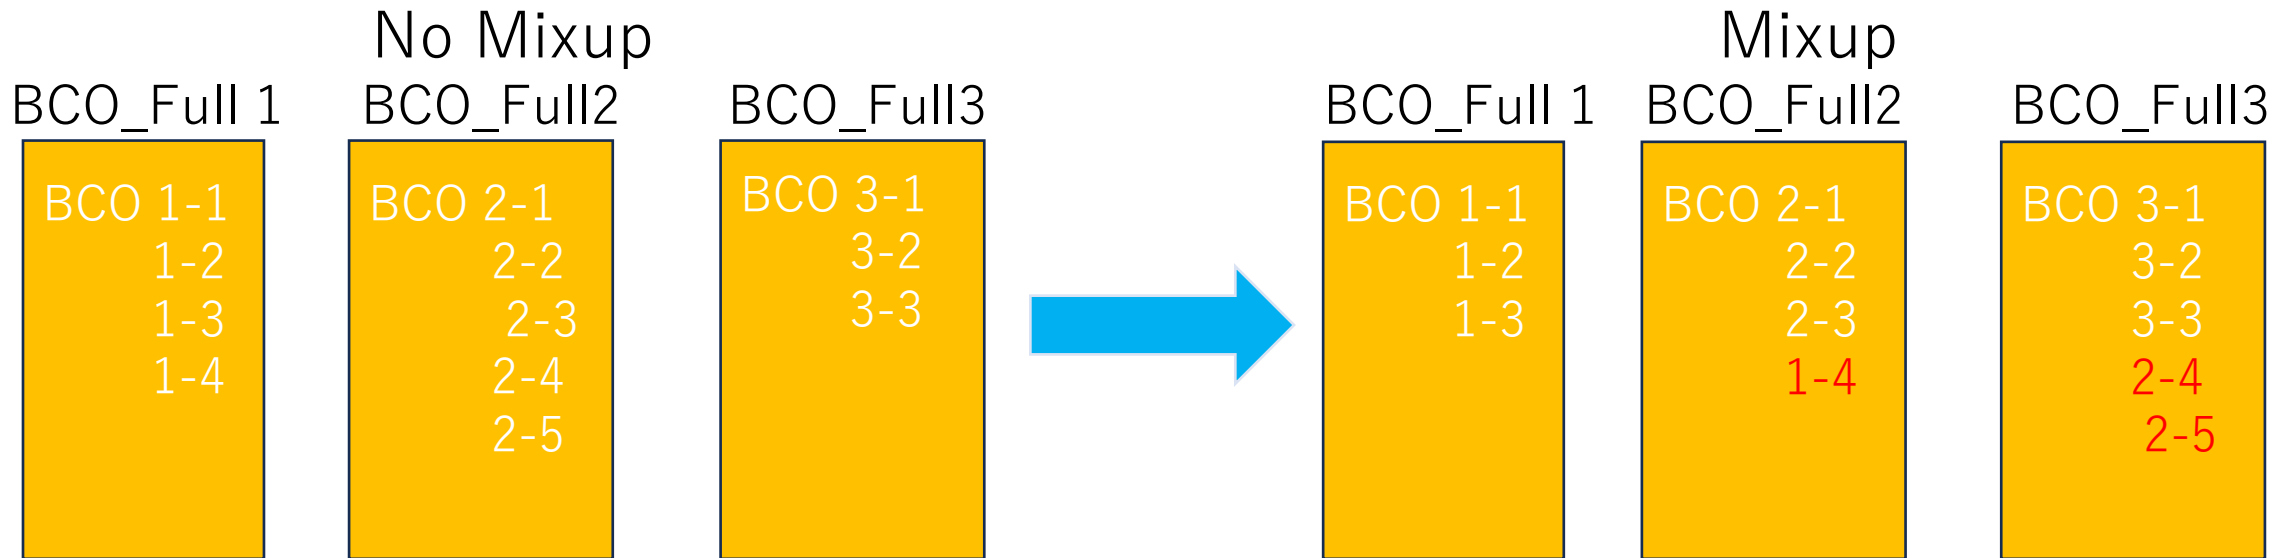 No Mixup
BCO_Full 1
BCO_Full2
BCO_Full3
BCO 1-1
1-2
1-3
1-4
BCO 2-1
2-2
2-3
2-4
2-5
BCO 3-1
3-2
3-3
Mixup
BCO_Full 1
BCO_Full2
BCO_Full3
BCO 1-1
1-2
1-3
BCO 2-1
2-2
2-3
1-4
BCO 3-1
3-2
3-3
2-4
2-5